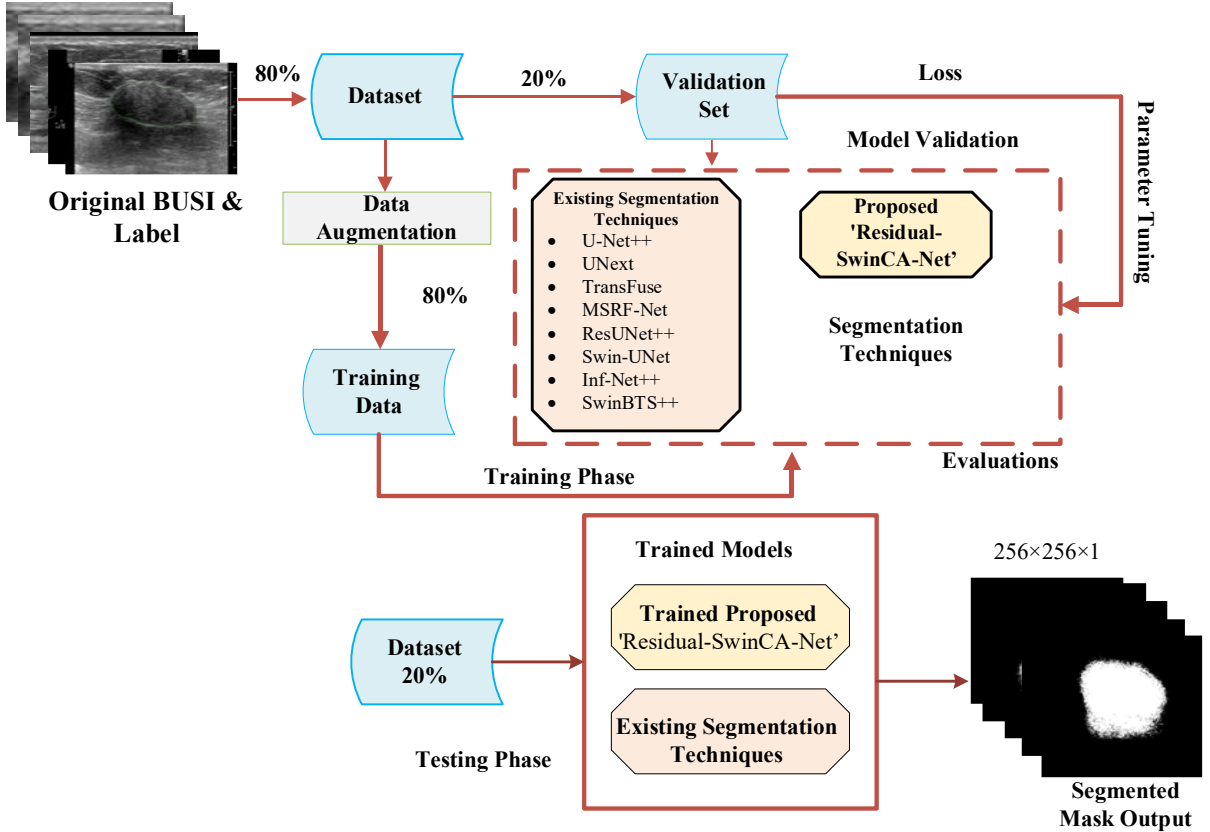 80%
Dataset
20%
Validation
Set
Loss
Parameter Tuning
Original BUSI &
Label
Data
Augmentation
80%
Training
Data
Model Validation
Existing Segmentation
Techniques
• U-Net++
• UNext
• TransFuse
• MSRF-Net
• ResUNet++
• Swin-UNet
• Inf-Net++
• SwinBTS++
Proposed
'Residual-
SwinCA-Net’
Segmentation
Techniques
Evaluations
Training Phase
Trained Models
Trained Proposed
'Residual-SwinCA-Net’
Existing Segmentation
Techniques
Dataset
20%
Testing Phase
256×256×1
Segmented
Mask Output